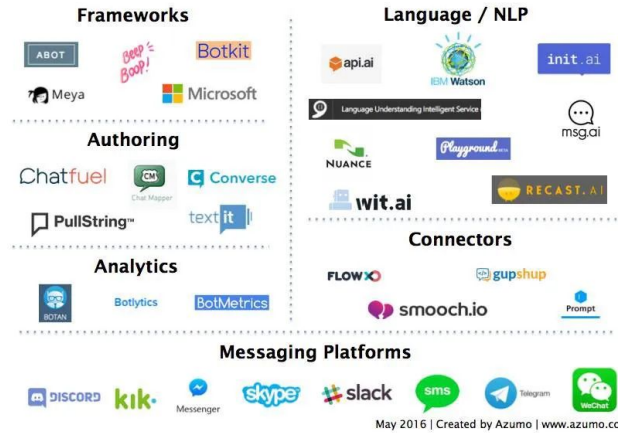 Frameworks
ABOT
BEEP BOOP!
Botkit
Meya
Microsoft
Authoring
Chatfuel
CM
Chat Mapper
C Converse
PullString™
textit
Analytics
BOTAN
Botlytics
BotMetrics
Language / NLP
api.ai
IBM Watson
init.ai
Language Understanding Intelligent Service
msg.ai
NUANCE
Playground
wit.ai
RECAST.AI
Connectors
FLOW XO
gupshup
smooch.io
Prompt
Messaging Platforms
DISCORD
kik.
Messenger
skype
slack
sms
Telegram
WeChat
May 2016 | Created by Azumo | www.azumo.co